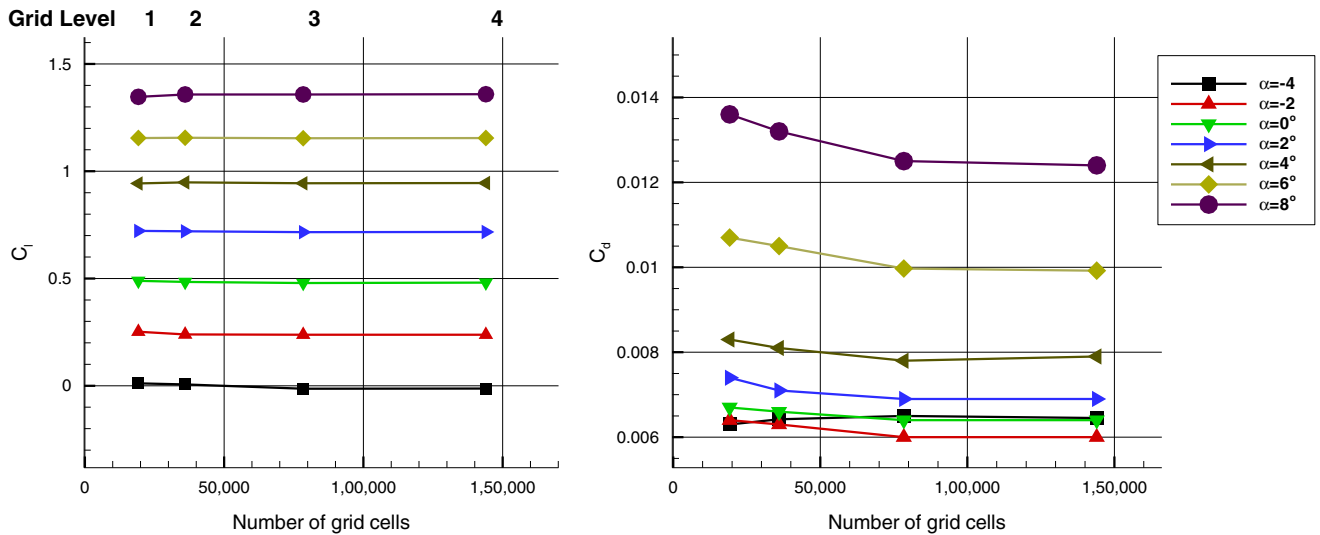 Grid Level 1 2 3 4
1.5
1
0.5
0
C_l
0 50,000 1,00,000 1,50,000
Number of grid cells
0.014
0.012
0.01
0.008
0.006
C_d
0 50,000 1,00,000 1,50,000
Number of grid cells
α=-4
α=-2
α=0°
α=2°
α=4°
α=6°
α=8°